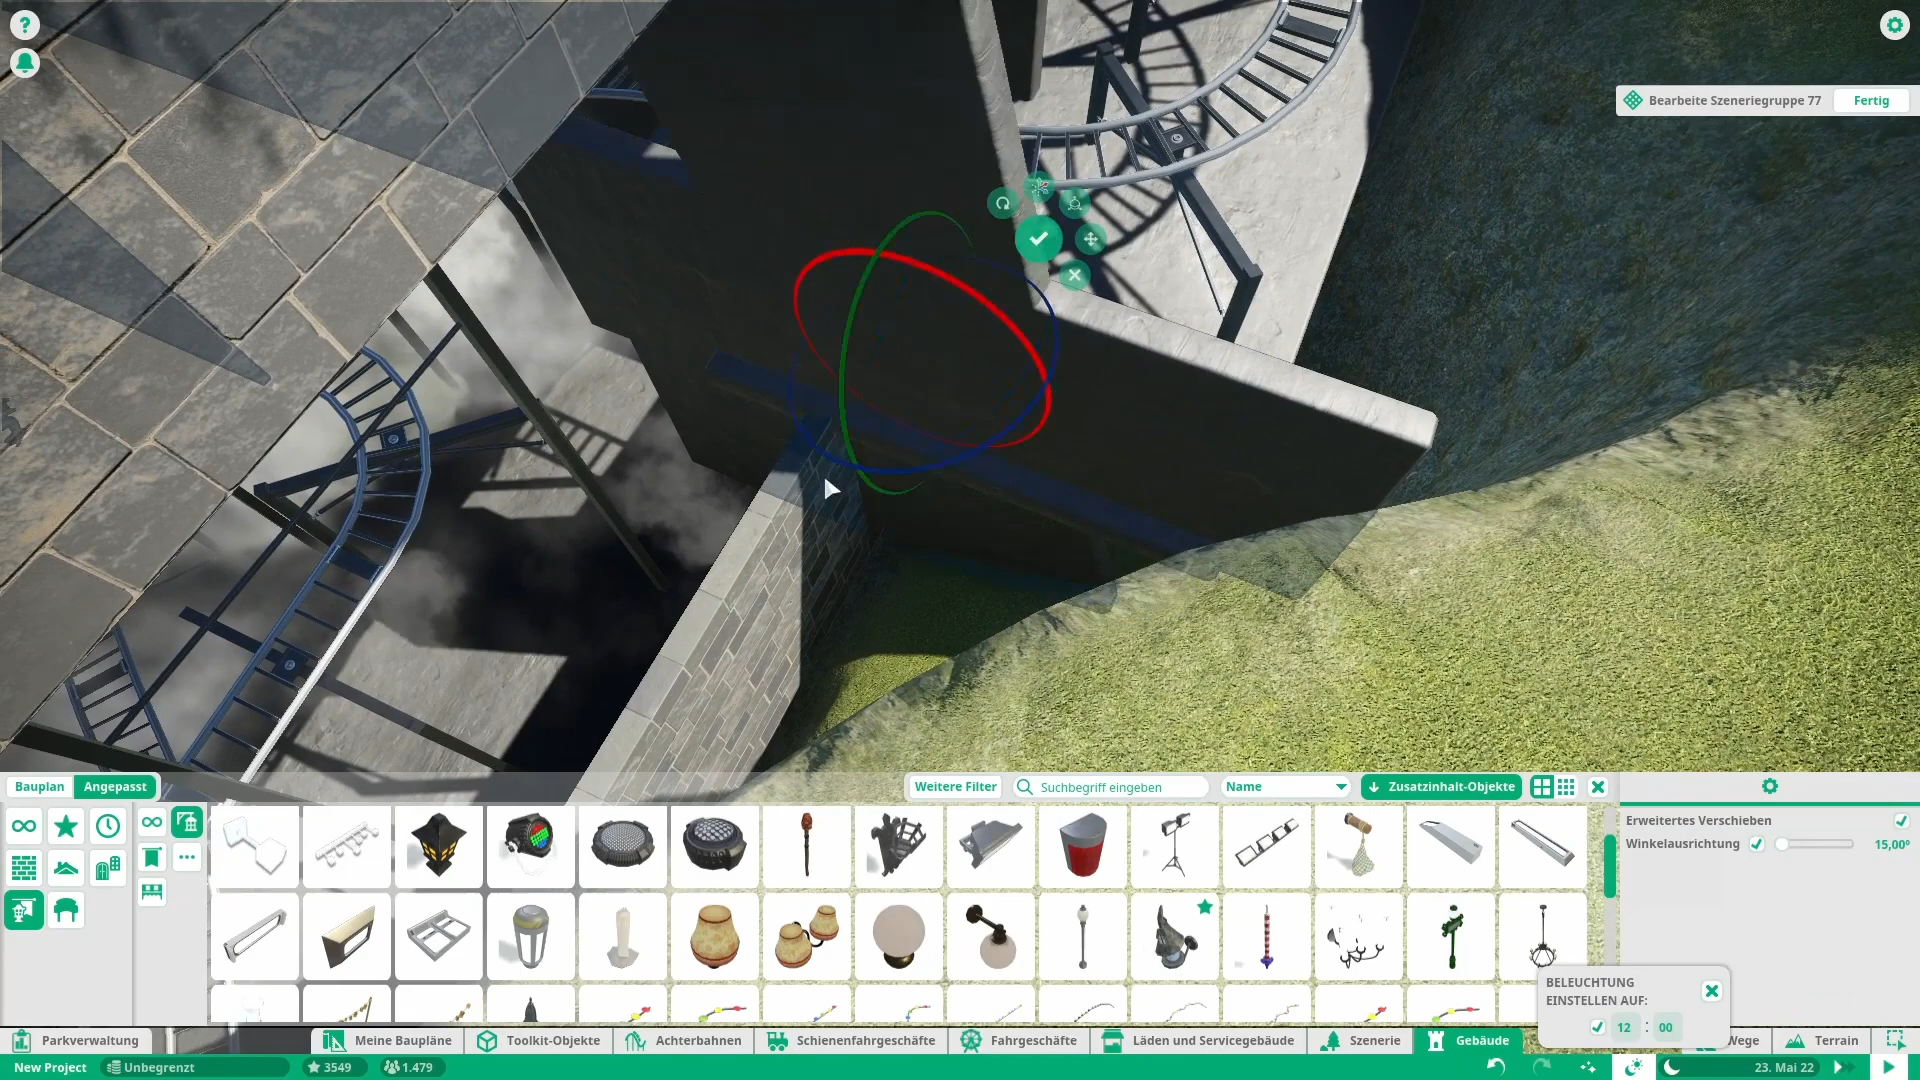 ?
Bearbeite Szeneriegruppe 77
Fertig
Bauplan
Angepasst
Weitere Filter
Suchbegriff eingeben
Name
Zusatzinhalt-Objekte
Erweitertes Verschieben
Winkelausrichtung
15,00°
BELEUCHTUNG
EINSTELLEN AUF:
12 : 00
Parkverwaltung
Meine Baupläne
Toolkit-Objekte
Achterbahnen
Schienenfahrgeschäfte
Fahrgeschäfte
Läden und Servicegebäude
Szenerie
Gebäude
Wege
Terrain
New Project
Unbegrenzt
3549
1.479
23. Mai 22